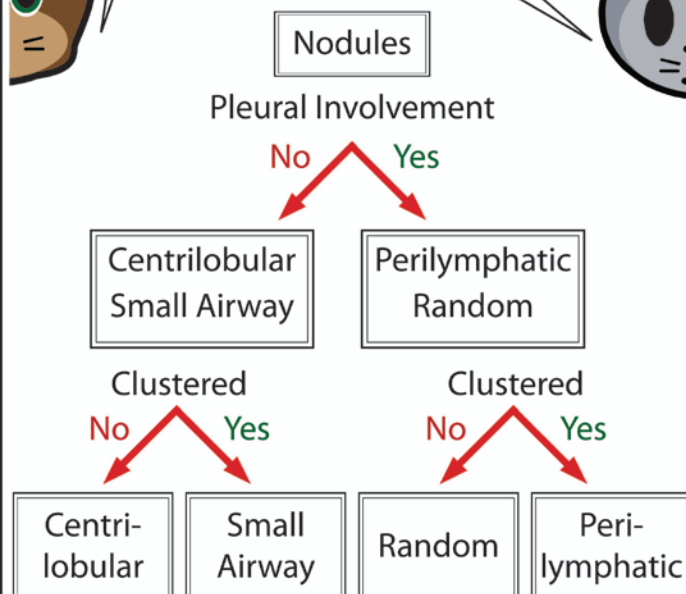 Nodules
Pleural Involvement
No Yes
Centrilobular
Small Airway
Perilymphatic
Random
Clustered
No Yes
Clustered
No Yes
Centri-
lobular
Small
Airway
Random
Peri-
lymphatic